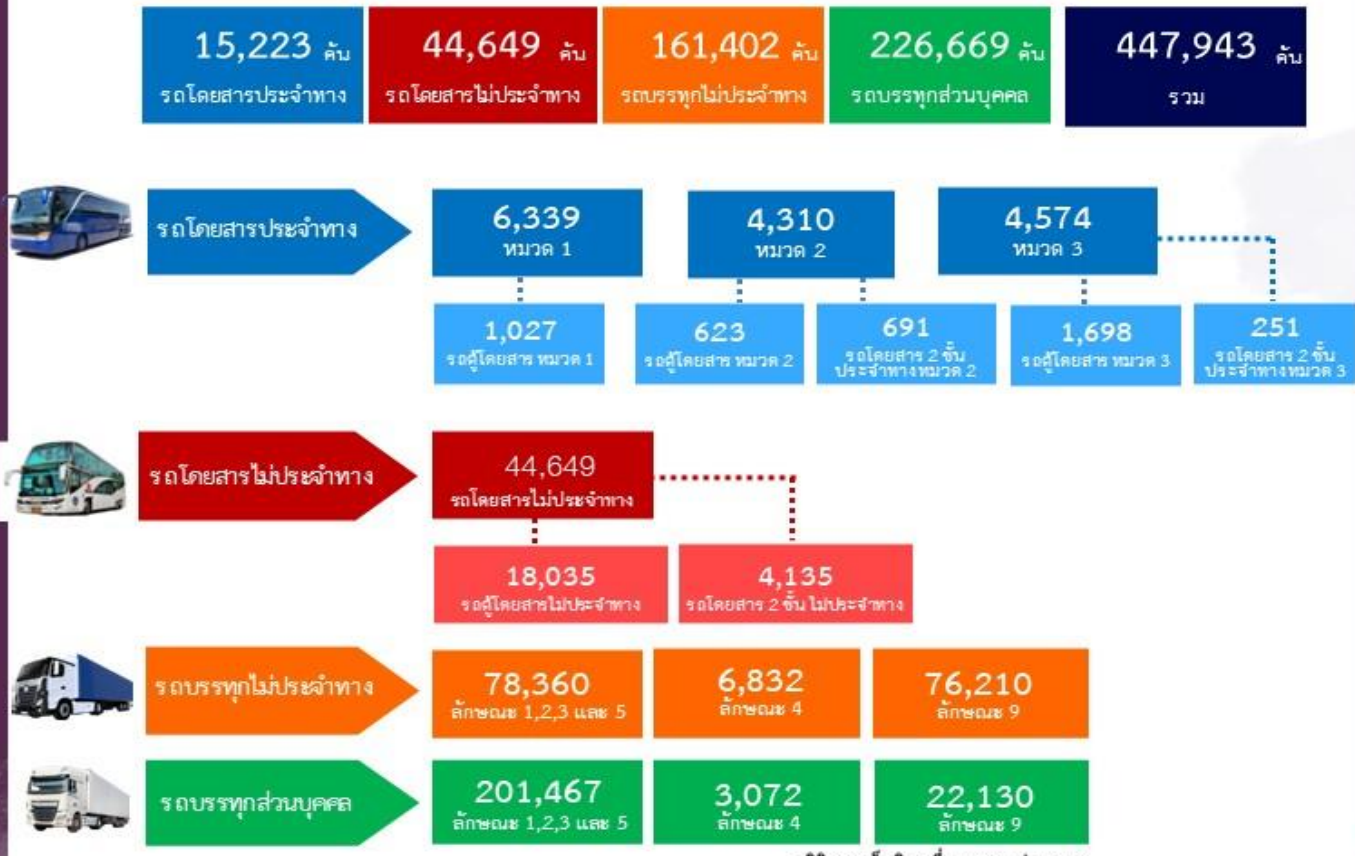 15,223 คัน
รถโดยสารประจำทาง
44,649 คัน
รถโดยสารไม่ประจำทาง
161,402 คัน
รถบรรทุกไม่ประจำทาง
226,669 คัน
รถบรรทุกส่วนบุคคล
447,943 คัน
รวม
รถโดยสารประจำทาง
6,339
หมวด 1
4,310
หมวด 2
4,574
หมวด 3
1,027
รถตู้โดยสาร หมวด 1
623
รถตู้โดยสาร หมวด 2
691
รถโดยสาร 2 ชั้น
ประจำทางหมวด 2
1,698
รถตู้โดยสาร หมวด 3
251
รถโดยสาร 2 ชั้น
ประจำทางหมวด 3
รถโดยสารไม่ประจำทาง
44,649
รถโดยสารไม่ประจำทาง
18,035
รถตู้โดยสารไม่ประจำทาง
4,135
รถโดยสาร 2 ชั้น ไม่ประจำทาง
รถบรรทุกไม่ประจำทาง
78,360
ลักษณะ 1,2,3 และ 5
6,832
ลักษณะ 4
76,210
ลักษณะ 9
รถบรรทุกส่วนบุคคล
201,467
ลักษณะ 1,2,3 และ 5
3,072
ลักษณะ 4
22,130
ลักษณะ 9